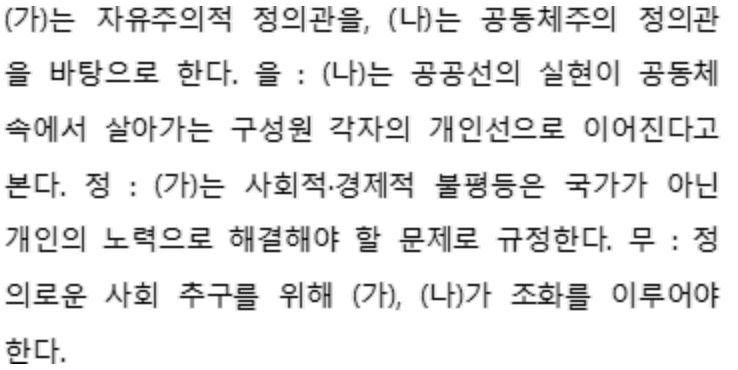 (가)는 자유주의적 정의관을, (나)는 공동체주의 정의관
을 바탕으로 한다. 을 : (나)는 공공선의 실현이 공동체
속에서 살아가는 구성원 각자의 개인선으로 이어진다고
본다. 정 : (가)는 사회적·경제적 불평등은 국가가 아닌
개인의 노력으로 해결해야 할 문제로 규정한다. 무 : 정
의로운 사회 추구를 위해 (가), (나)가 조화를 이루어야
한다.